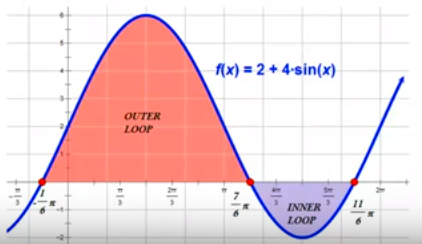 6
5
4
3
2
1
-1
-2
f(x) = 2 + 4·sin(x)
OUTER
LOOP
INNER
LOOP
-π/3
-1/6 π
π/3
2π/3
π
7/6 π
4π/3
5π/3
11/6 π
2π